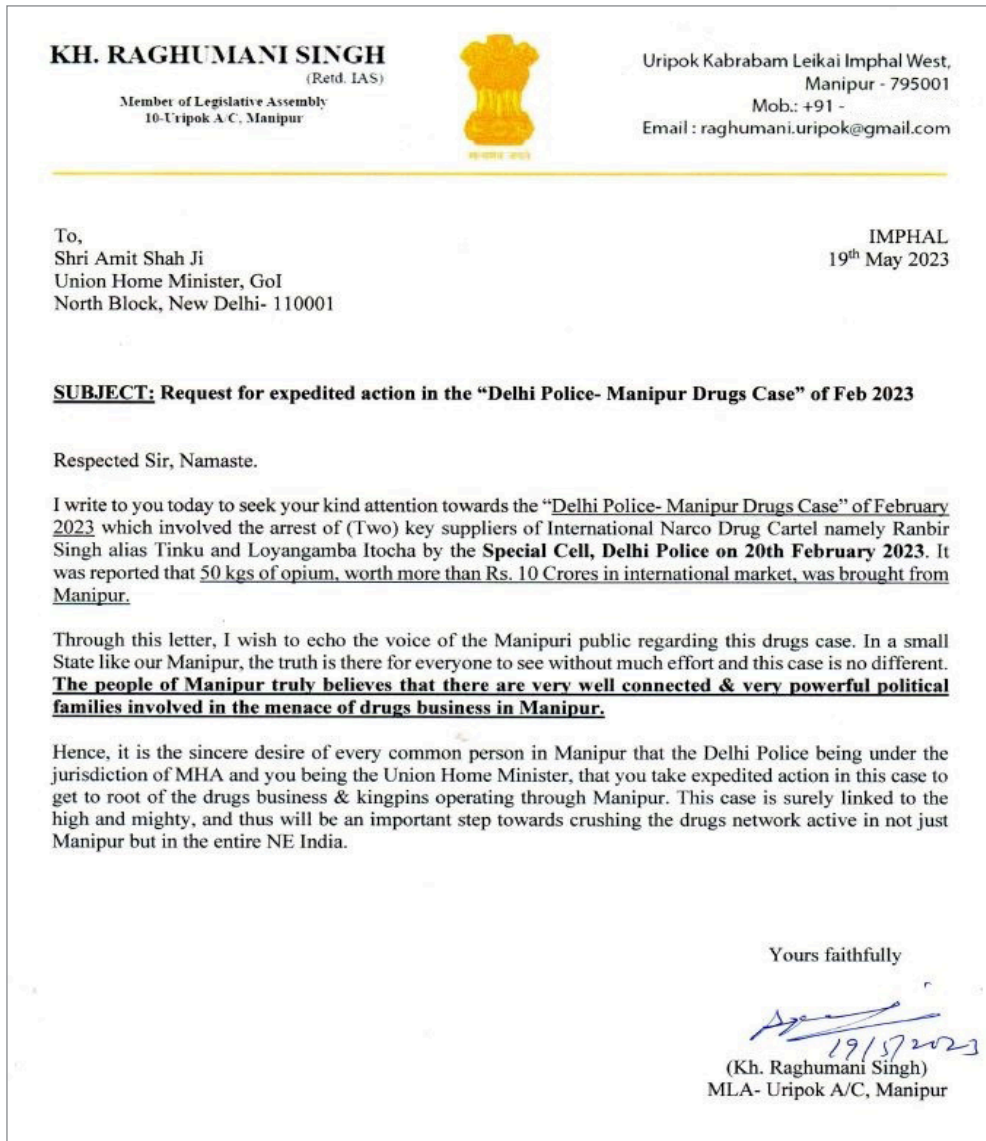 KH. RAGHUMANI SINGH
(Retd. IAS)
Member of Legislative Assembly
10-Uripok A/C, Manipur
Uripok Kabrabam Leikai Imphal West,
Manipur - 795001
Mob.: +91 -
Email : raghumani.uripok@gmail.com
सत्यमेव जयते
To,
Shri Amit Shah Ji
Union Home Minister, GoI
North Block, New Delhi- 110001
IMPHAL
19th May 2023
SUBJECT: Request for expedited action in the “Delhi Police- Manipur Drugs Case” of Feb 2023
Respected Sir, Namaste.
I write to you today to seek your kind attention towards the “Delhi Police- Manipur Drugs Case” of February
2023 which involved the arrest of (Two) key suppliers of International Narco Drug Cartel namely Ranbir
Singh alias Tinku and Loyangamba Itocha by the Special Cell, Delhi Police on 20th February 2023. It
was reported that 50 kgs of opium, worth more than Rs. 10 Crores in international market, was brought from
Manipur.
Through this letter, I wish to echo the voice of the Manipuri public regarding this drugs case. In a small
State like our Manipur, the truth is there for everyone to see without much effort and this case is no different.
The people of Manipur truly believes that there are very well connected & very powerful political
families involved in the menace of drugs business in Manipur.
Hence, it is the sincere desire of every common person in Manipur that the Delhi Police being under the
jurisdiction of MHA and you being the Union Home Minister, that you take expedited action in this case to
get to root of the drugs business & kingpins operating through Manipur. This case is surely linked to the
high and mighty, and thus will be an important step towards crushing the drugs network active in not just
Manipur but in the entire NE India.
Yours faithfully
19/5/2023
(Kh. Raghumani Singh)
MLA- Uripok A/C, Manipur